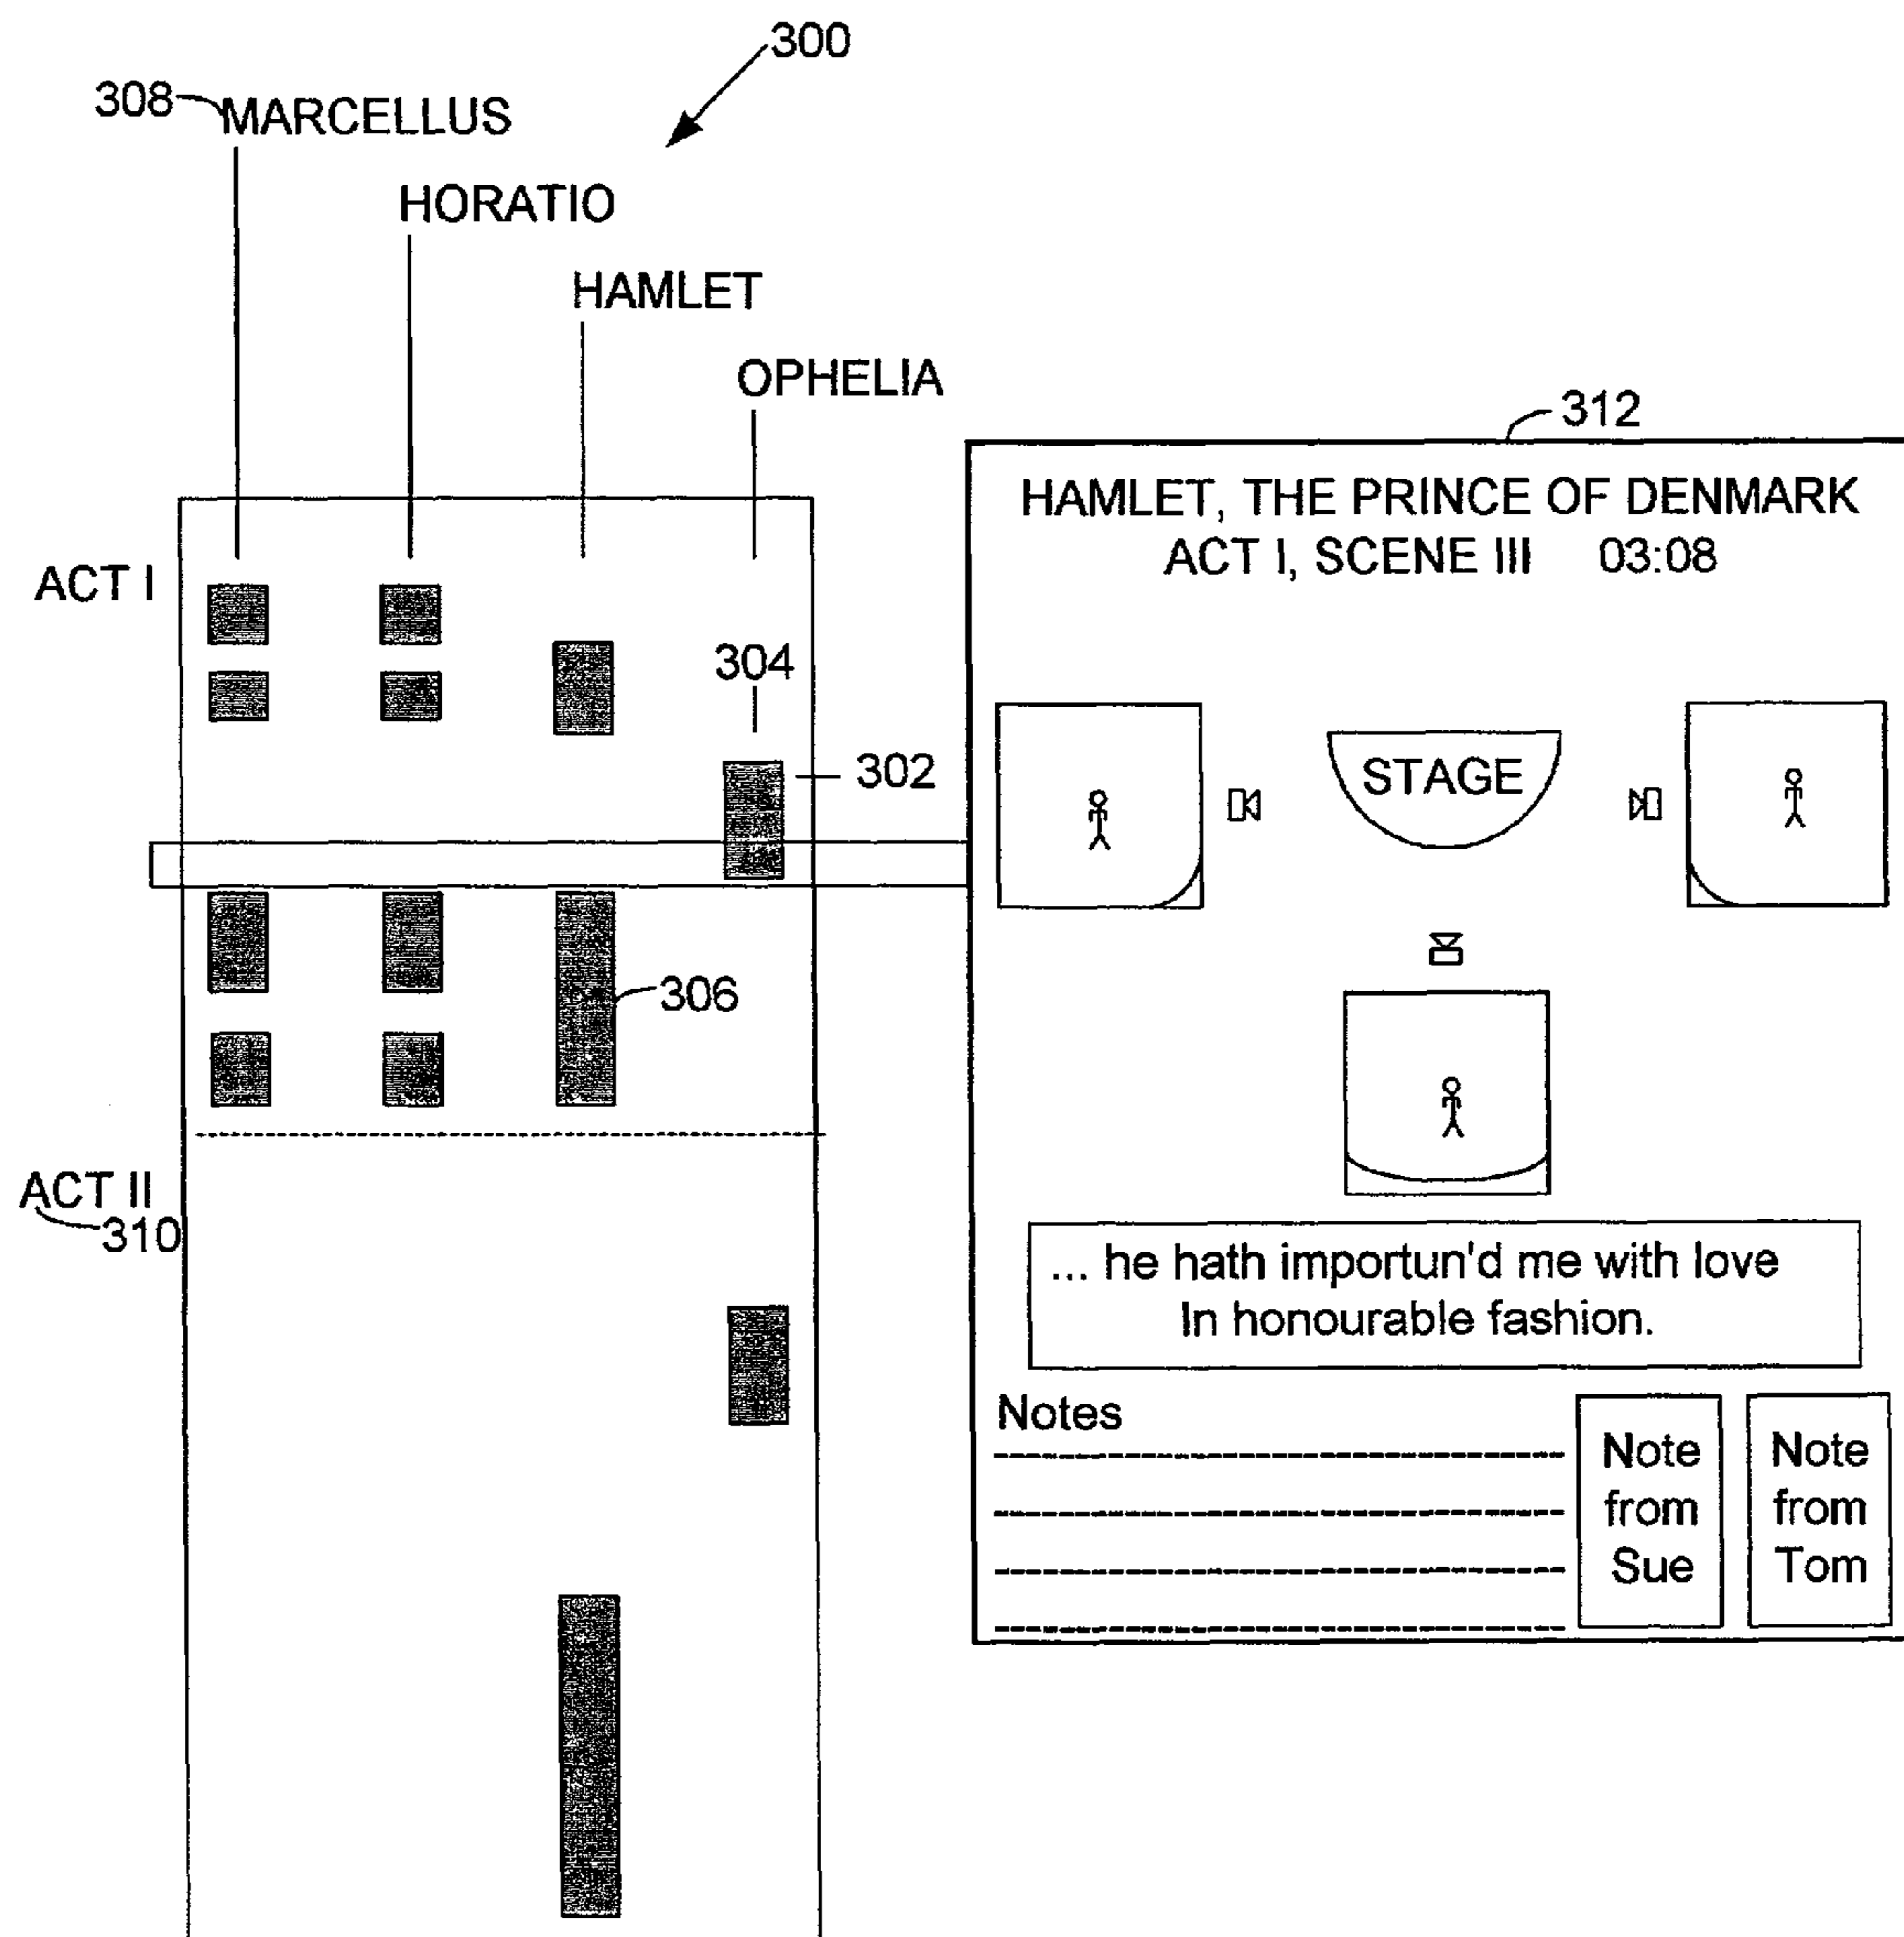 300
308 MARCELLUS
HORATIO
HAMLET
OPHELIA
312
HAMLET, THE PRINCE OF DENMARK
ACT I, SCENE III 03:08
ACT I
304
302
STAGE
306
ACT II
310
... he hath importun'd me with love
In honourable fashion.
Notes
Note
from
Sue
Note
from
Tom